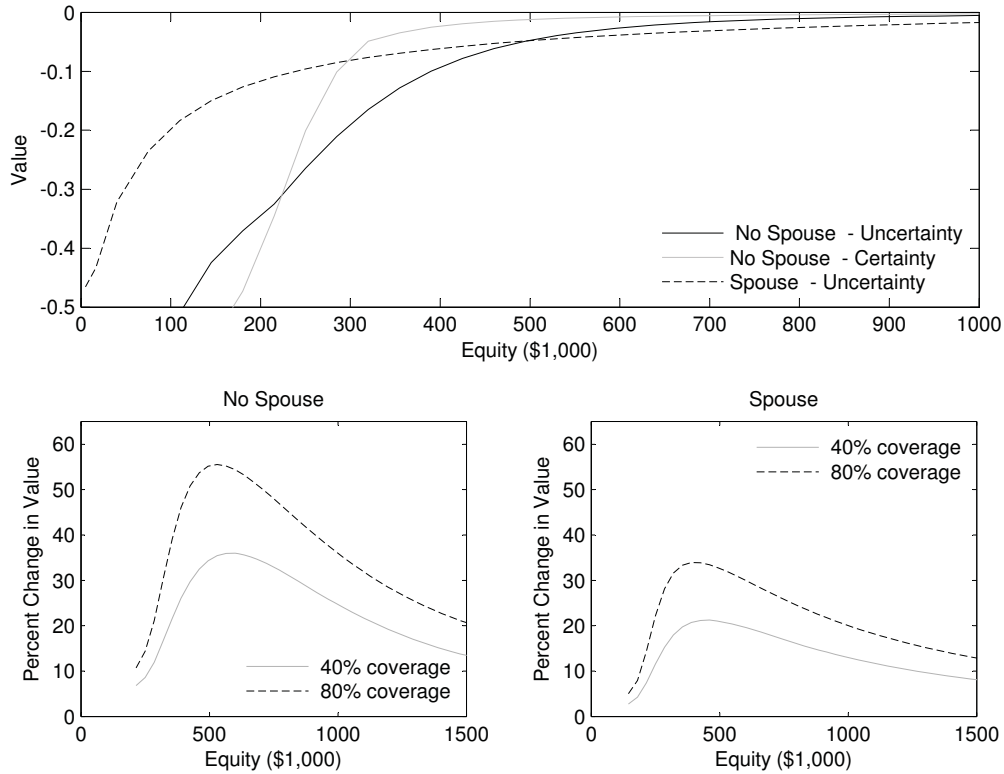 0
-0.1
-0.2
-0.3
-0.4
-0.5
Value
No Spouse - Uncertainty
No Spouse - Certainty
Spouse - Uncertainty
0 100 200 300 400 500 600 700 800 900 1000
Equity ($1,000)
No Spouse
60
50
40
30
20
10
0
Percent Change in Value
40% coverage
80% coverage
0 500 1000 1500
Equity ($1,000)
Spouse
60
50
40
30
20
10
0
Percent Change in Value
40% coverage
80% coverage
0 500 1000 1500
Equity ($1,000)